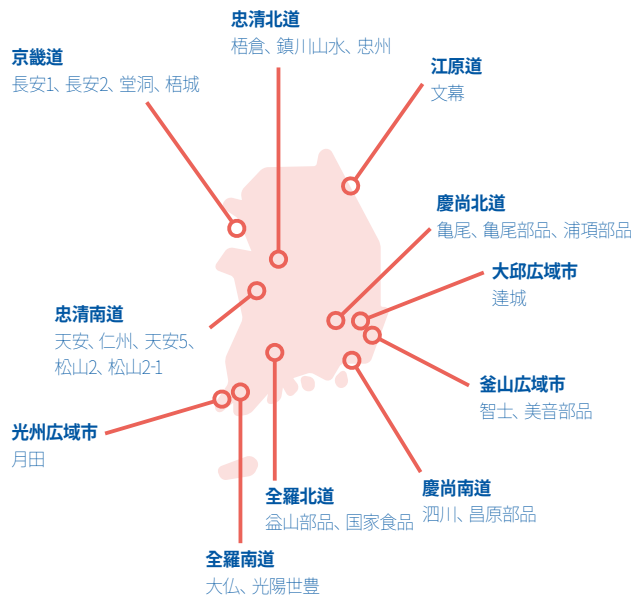 忠清北道
梧倉、鎮川山水、忠州
京畿道
長安1、長安2、堂洞、梧城
江原道
文幕
慶尚北道
亀尾、亀尾部品、浦項部品
大邱広域市
達城
忠清南道
天安、仁州、天安5、
松山2、松山2-1
釜山広域市
智士、美音部品
光州広域市
月田
慶尚南道
泗川、昌原部品
全羅北道
益山部品、国家食品
全羅南道
大仏、光陽世豊